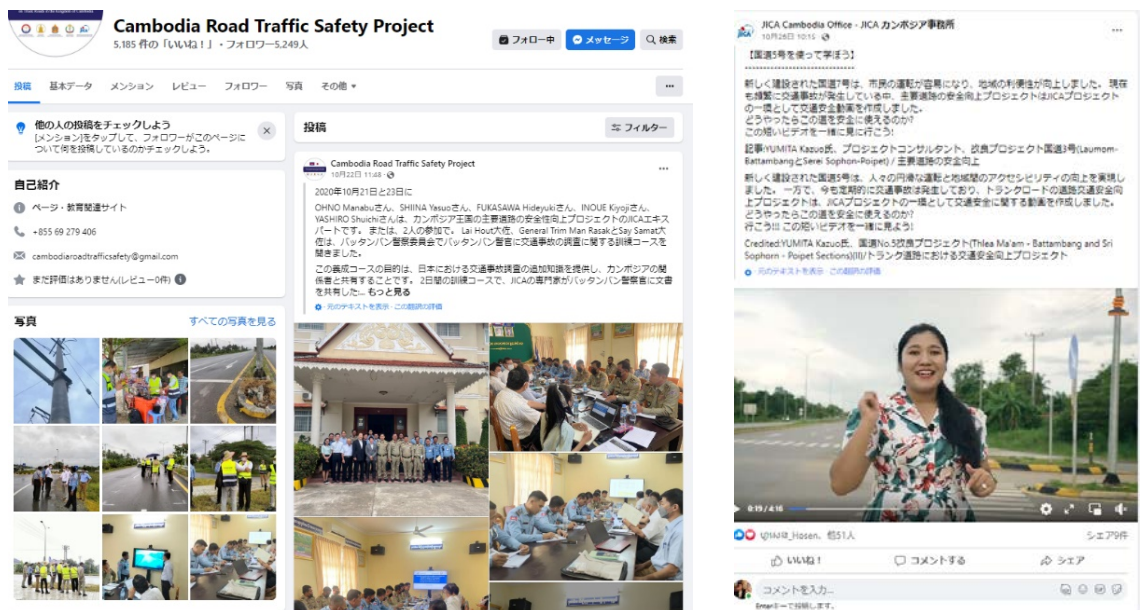 Cambodia Road Traffic Safety Project
5,185 件の「いいね！」・フォロワー5,249人
フォロー中
メッセージ
検索
投稿
基本データ
メンション
レビュー
フォロワー
写真
その他
他の人の投稿をチェックしよう
[メンション]をタップして、フォロワーがこのページに
ついて何を投稿しているのかチェックしよう。
自己紹介
ページ・教育関連サイト
+855 69 279 406
cambodiaroadtrafficsafety@gmail.com
まだ評価はありません(レビュー0件)
写真
すべての写真を見る
投稿
フィルター
Cambodia Road Traffic Safety Project
10月22日 11:48
2020年10月21日と23日に
OHNO Manabuさん、SHIINA Yasuoさん、FUKASAWA Hideyukiさん、INOUE Kiyojiさん、
YASHIRO Shuichiさんは、カンボジア王国の主要道路の安全性向上プロジェクトのJICAエキス
パートです。 または、2人の参加で。 Lai Hout大佐、General Trim Man RasakとSay Samat大
佐は、バッタンバン警察委員会でバッタンバン警官に交通事故の調査に関する訓練コースを
開きました。
この養成コースの目的は、日本における交通事故調査の追加知識を提供し、カンボジアの関
係者と共有することです。 2日間の訓練コースで、JICAの専門家がバッタンバン警察官に文書
を共有した... もっと見る
元のテキストを表示・この翻訳の評価
JICA Cambodia Office - JICA カンボジア事務所
10月26日 10:15
【国道5号を使って学ぼう】
----------------------------
新しく建設された国道7号は、市民の運転が容易になり、地域の利便性が向上しました。 現在
も頻繁に交通事故が発生している中、主要道路の安全向上プロジェクトはJICAプロジェクト
の一環として交通安全動画を作成しました。
どうやったらこの道を安全に使えるのか?
この短いビデオを一緒に見に行こう!
記事:YUMITA Kazuo氏、プロジェクトコンサルタント、改良プロジェクト国道3号(Laumom-
BattambangとSerei Sophon-Poipet) / 主要道路の安全向上
新しく建設された国道5号は、人々の円滑な運転と地域間のアクセシビリティの向上を実現し
ました。 一方で、今も定期的に交通事故は発生しており、トランクロードの道路交通安全向
上プロジェクトは、JICAプロジェクトの一環として交通安全に関する動画を作成しました。
どうやったらこの道を安全に使えるのか?
行こう!!! この短いビデオを一緒に見よう!
Credited:YUMITA Kazuo氏、国道No.5改良プロジェクト(Thlea Ma'am - Battambang and Sri
Sophorn - Poipet Sections)(II)/トランク道路における交通安全向上プロジェクト
元のテキストを表示・この翻訳の評価
0:19 / 4:16
Hosen、他51人
シェア9件
いいね！
コメントする
シェア
コメントを入力...
Enterキーで投稿します。